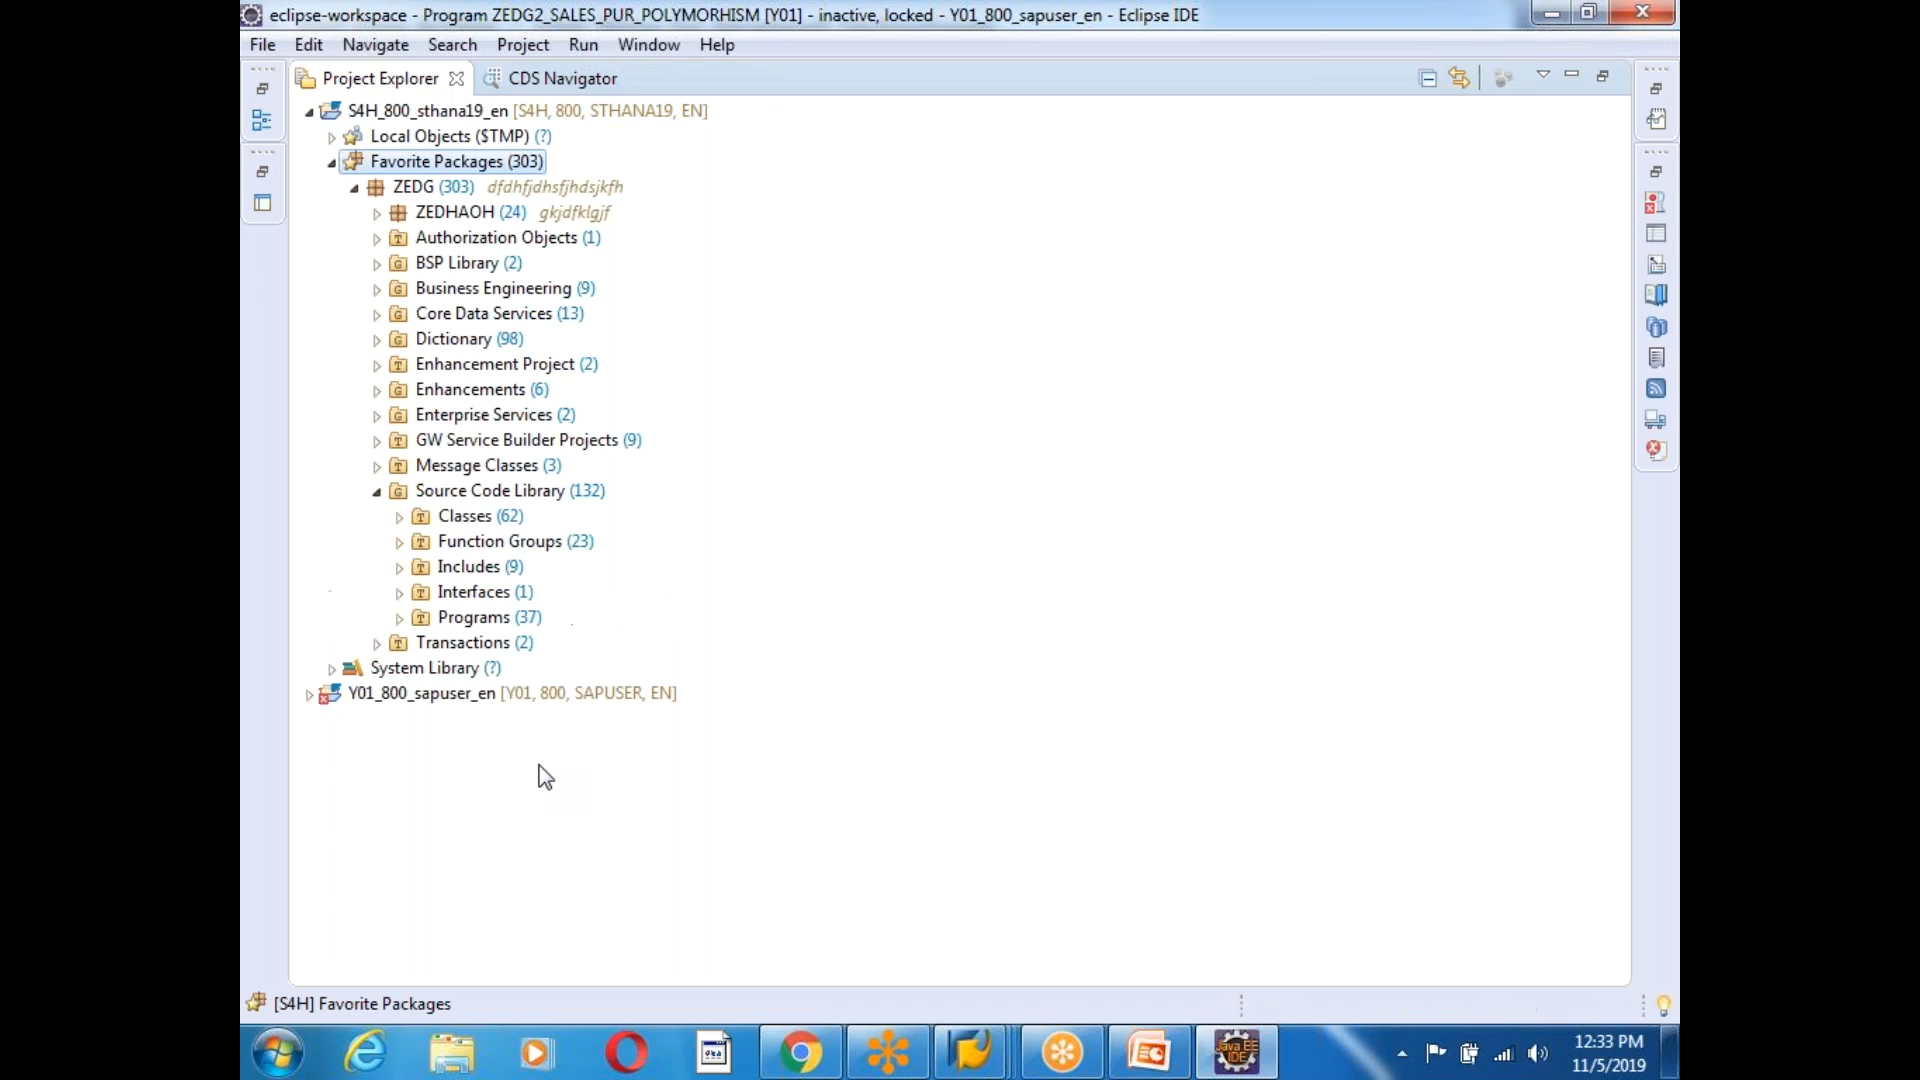 eclipse-workspace - Program ZEDG2_SALES_PUR_POLYMORHISM [Y01] - inactive, locked - Y01_800_sapuser_en - Eclipse IDE
File Edit Navigate Search Project Run Window Help
Project Explorer CDS Navigator
S4H_800_sthana19_en [S4H, 800, STHANA19, EN]
Local Objects ($TMP) (?)
Favorite Packages (303)
ZEDG (303) dfdhfjdhsfjhdsjkfh
ZEDHAOH (24) gkjdfklgjf
Authorization Objects (1)
BSP Library (2)
Business Engineering (9)
Core Data Services (13)
Dictionary (98)
Enhancement Project (2)
Enhancements (6)
Enterprise Services (2)
GW Service Builder Projects (9)
Message Classes (3)
Source Code Library (132)
Classes (62)
Function Groups (23)
Includes (9)
Interfaces (1)
Programs (37)
Transactions (2)
System Library (?)
Y01_800_sapuser_en [Y01, 800, SAPUSER, EN]
[S4H] Favorite Packages
Java EE
IDE
12:33 PM
11/5/2019